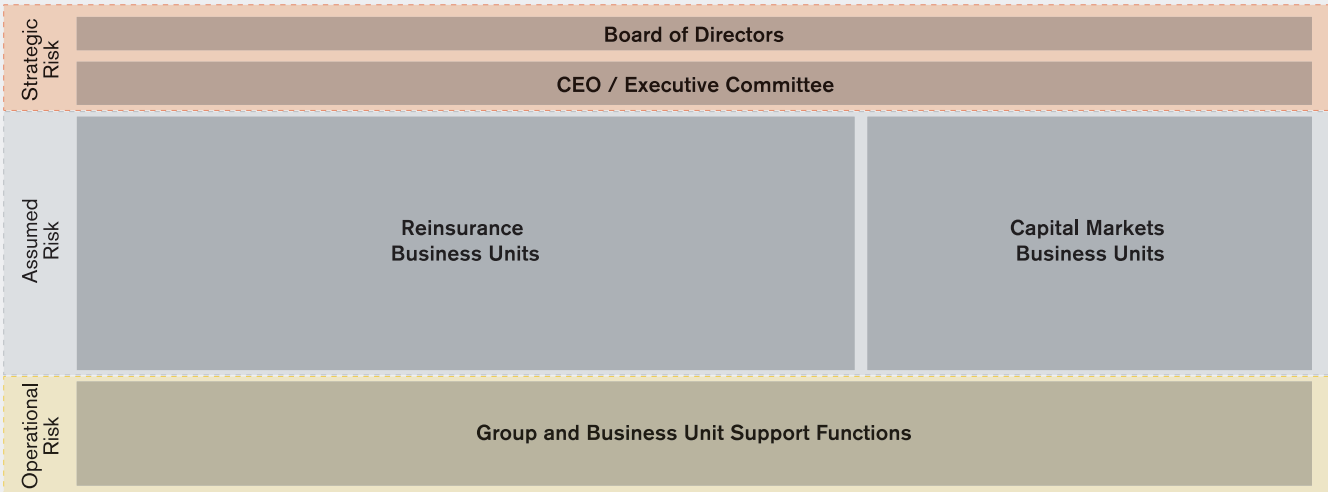 Strategic
Risk
Board of Directors
CEO / Executive Committee
Assumed
Risk
Reinsurance
Business Units
Capital Markets
Business Units
Operational
Risk
Group and Business Unit Support Functions